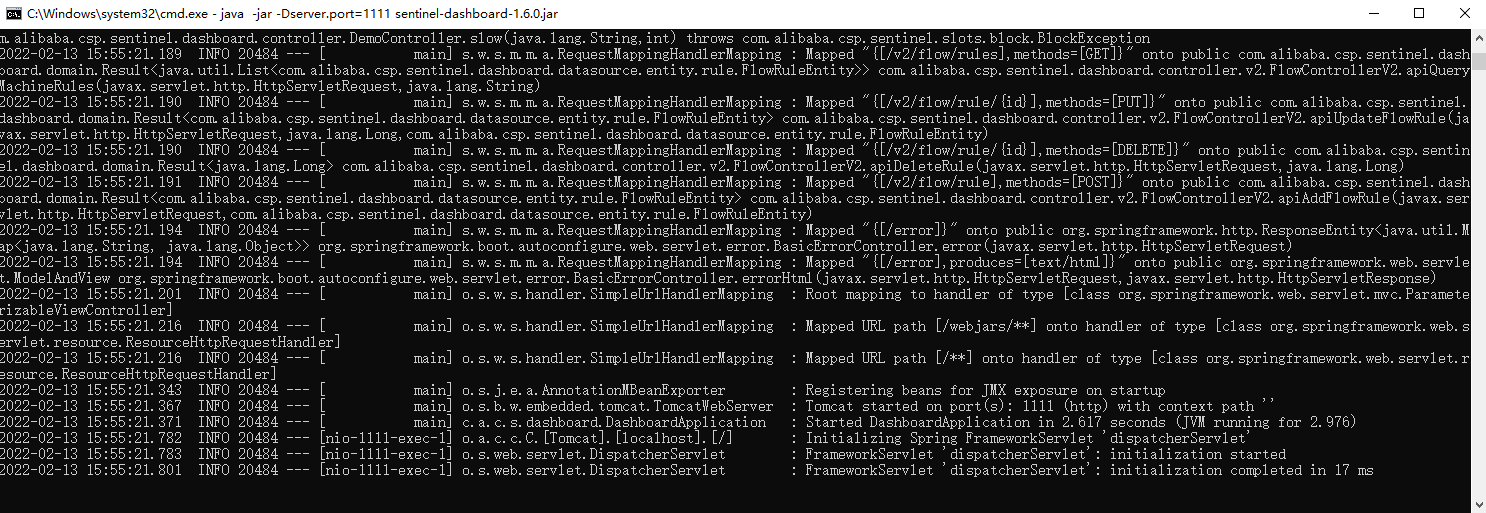 C:\Windows\system32\cmd.exe - java  -jar -Dserver.port=1111 sentinel-dashboard-1.6.0.jar
m.alibaba.csp.sentinel.dashboard.controller.DemoController.slow(java.lang.String,int) throws com.alibaba.csp.sentinel.slots.block.BlockException
2022-02-13 15:55:21.189  INFO 20484 --- [           main] s.w.s.m.m.a.RequestMappingHandlerMapping : Mapped "{[/v2/flow/rules],methods=[GET]}" onto public com.alibaba.csp.sentinel.dash
board.domain.Result<java.util.List<com.alibaba.csp.sentinel.dashboard.datasource.entity.rule.FlowRuleEntity>> com.alibaba.csp.sentinel.dashboard.controller.v2.FlowControllerV2.apiQuery
MachineRules(javax.servlet.http.HttpServletRequest,java.lang.String)
2022-02-13 15:55:21.190  INFO 20484 --- [           main] s.w.s.m.m.a.RequestMappingHandlerMapping : Mapped "{[/v2/flow/rule/{id}],methods=[PUT]}" onto public com.alibaba.csp.sentinel.
dashboard.domain.Result<com.alibaba.csp.sentinel.dashboard.datasource.entity.rule.FlowRuleEntity> com.alibaba.csp.sentinel.dashboard.controller.v2.FlowControllerV2.apiUpdateFlowRule(ja
vax.servlet.http.HttpServletRequest,java.lang.Long,com.alibaba.csp.sentinel.dashboard.datasource.entity.rule.FlowRuleEntity)
2022-02-13 15:55:21.190  INFO 20484 --- [           main] s.w.s.m.m.a.RequestMappingHandlerMapping : Mapped "{[/v2/flow/rule/{id}],methods=[DELETE]}" onto public com.alibaba.csp.sentin
el.dashboard.domain.Result<java.lang.Long> com.alibaba.csp.sentinel.dashboard.controller.v2.FlowControllerV2.apiDeleteRule(javax.servlet.http.HttpServletRequest,java.lang.Long)
2022-02-13 15:55:21.191  INFO 20484 --- [           main] s.w.s.m.m.a.RequestMappingHandlerMapping : Mapped "{[/v2/flow/rule],methods=[POST]}" onto public com.alibaba.csp.sentinel.dash
board.domain.Result<com.alibaba.csp.sentinel.dashboard.datasource.entity.rule.FlowRuleEntity> com.alibaba.csp.sentinel.dashboard.controller.v2.FlowControllerV2.apiAddFlowRule(javax.ser
vlet.http.HttpServletRequest,com.alibaba.csp.sentinel.dashboard.datasource.entity.rule.FlowRuleEntity)
2022-02-13 15:55:21.194  INFO 20484 --- [           main] s.w.s.m.m.a.RequestMappingHandlerMapping : Mapped "{[/error]}" onto public org.springframework.http.ResponseEntity<java.util.M
ap<java.lang.String, java.lang.Object>> org.springframework.boot.autoconfigure.web.servlet.error.BasicErrorController.error(javax.servlet.http.HttpServletRequest)
2022-02-13 15:55:21.194  INFO 20484 --- [           main] s.w.s.m.m.a.RequestMappingHandlerMapping : Mapped "{[/error],produces=[text/html]}" onto public org.springframework.web.servle
t.ModelAndView org.springframework.boot.autoconfigure.web.servlet.error.BasicErrorController.errorHtml(javax.servlet.http.HttpServletRequest,javax.servlet.http.HttpServletResponse)
2022-02-13 15:55:21.201  INFO 20484 --- [           main] o.s.w.s.handler.SimpleUrlHandlerMapping  : Root mapping to handler of type [class org.springframework.web.servlet.mvc.Paramete
rizableViewController]
2022-02-13 15:55:21.216  INFO 20484 --- [           main] o.s.w.s.handler.SimpleUrlHandlerMapping  : Mapped URL path [/webjars/**] onto handler of type [class org.springframework.web.s
ervlet.resource.ResourceHttpRequestHandler]
2022-02-13 15:55:21.216  INFO 20484 --- [           main] o.s.w.s.handler.SimpleUrlHandlerMapping  : Mapped URL path [/**] onto handler of type [class org.springframework.web.servlet.r
esource.ResourceHttpRequestHandler]
2022-02-13 15:55:21.343  INFO 20484 --- [           main] o.s.j.e.a.AnnotationMBeanExporter        : Registering beans for JMX exposure on startup
2022-02-13 15:55:21.367  INFO 20484 --- [           main] o.s.b.w.embedded.tomcat.TomcatWebServer  : Tomcat started on port(s): 1111 (http) with context path ''
2022-02-13 15:55:21.371  INFO 20484 --- [           main] c.a.c.s.dashboard.DashboardApplication   : Started DashboardApplication in 2.617 seconds (JVM running for 2.976)
2022-02-13 15:55:21.782  INFO 20484 --- [nio-1111-exec-1] o.a.c.c.C.[Tomcat].[localhost].[/]       : Initializing Spring FrameworkServlet 'dispatcherServlet'
2022-02-13 15:55:21.783  INFO 20484 --- [nio-1111-exec-1] o.s.web.servlet.DispatcherServlet        : FrameworkServlet 'dispatcherServlet': initialization started
2022-02-13 15:55:21.801  INFO 20484 --- [nio-1111-exec-1] o.s.web.servlet.DispatcherServlet        : FrameworkServlet 'dispatcherServlet': initialization completed in 17 ms